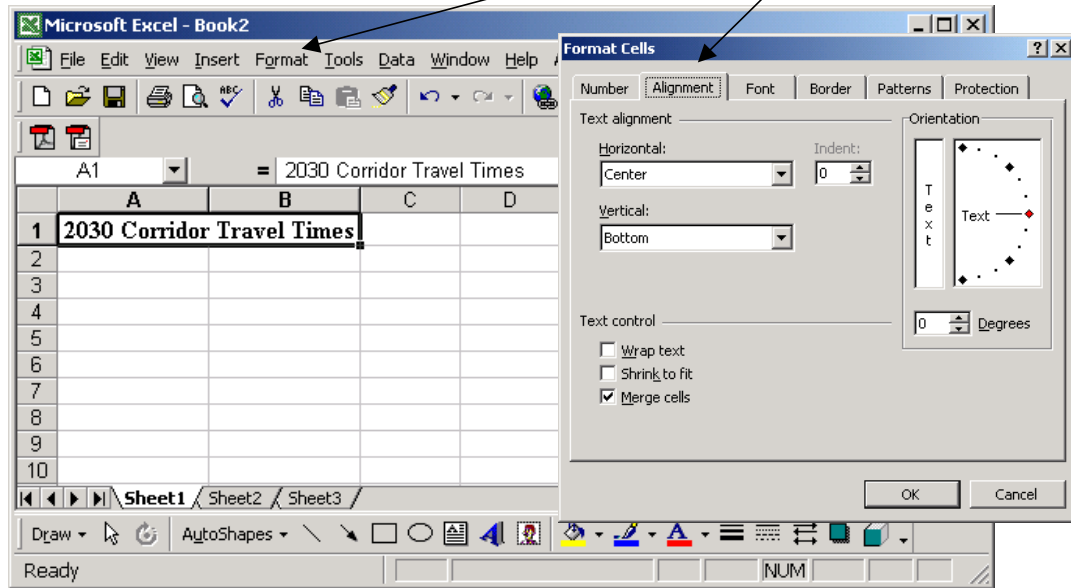 Microsoft Excel - Book2
File Edit View Insert Format Tools Data Window Help
ABC
A1 = 2030 Corridor Travel Times
A B C D
1 2030 Corridor Travel Times
2
3
4
5
6
7
8
9
10
Sheet1 Sheet2 Sheet3
Draw AutoShapes
Ready NUM
Format Cells
Number Alignment Font Border Patterns Protection
Text alignment
Horizontal: Indent:
Center 0
Vertical:
Bottom
Text control
Wrap text
Shrink to fit
Merge cells
Orientation
Text
Text
0 Degrees
OK Cancel